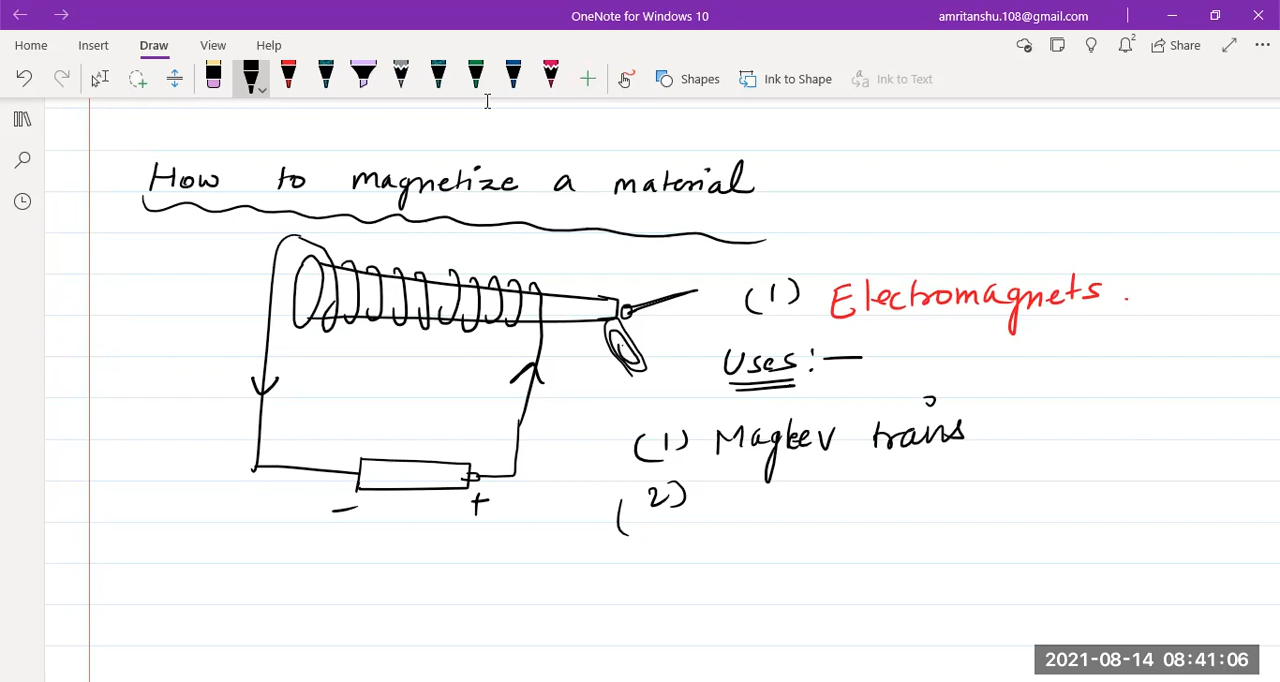 OneNote for Windows 10
amritanshu.108@gmail.com
Home Insert Draw View Help
Share
Shapes Ink to Shape Ink to Text
How to magnetize a material
(1) Electromagnets.
Uses :—
(1) Maglev trains
(2)
- +
2021-08-14 08:41:06